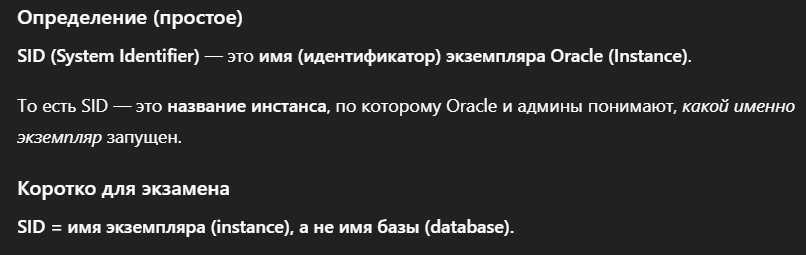 Определение (простое)
SID (System Identifier) — это имя (идентификатор) экземпляра Oracle (Instance).
То есть SID — это название инстанса, по которому Oracle и админы понимают, какой именно
экземпляр запущен.
Коротко для экзамена
SID = имя экземпляра (instance), а не имя базы (database).